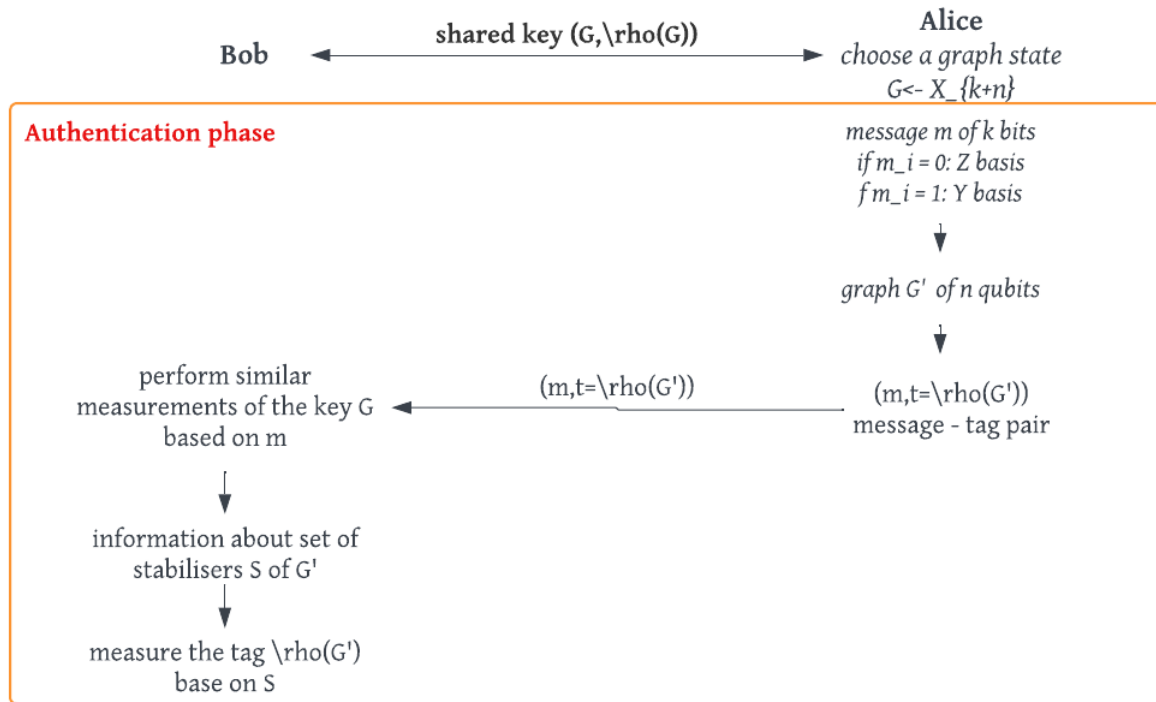 Bob
shared key (G,\rho(G))
Alice
choose a graph state
G<- X_{k+n}
Authentication phase
message m of k bits
if m_i = 0: Z basis
f m_i = 1: Y basis
graph G' of n qubits
(m,t=\rho(G'))
message - tag pair
(m,t=\rho(G'))
perform similar
measurements of the key G
based on m
information about set of
stabilisers S of G'
measure the tag \rho(G')
base on S